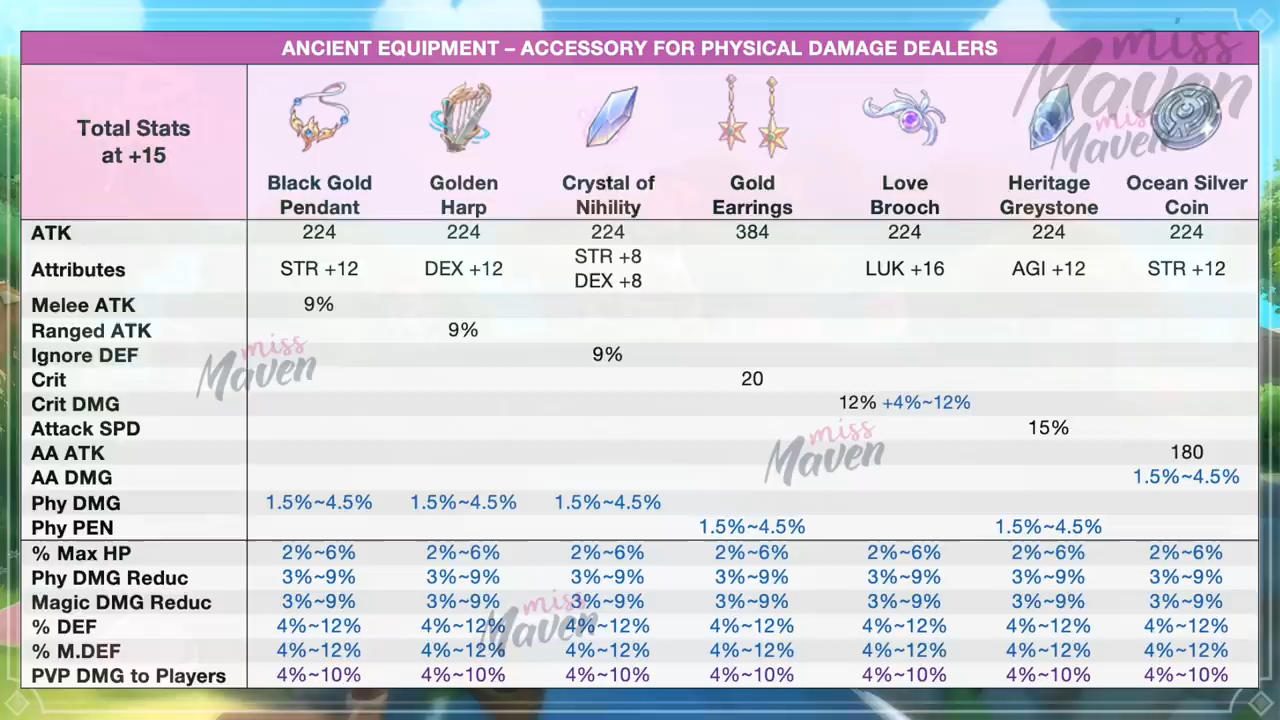 ANCIENT EQUIPMENT – ACCESSORY FOR PHYSICAL DAMAGE DEALERS
miss
Maven
miss
Maven
Total Stats
at +15
Black Gold Golden Crystal of Gold Love Heritage Ocean Silver
Pendant Harp Nihility Earrings Brooch Greystone Coin
ATK 224 224 224 384 224 224 224
Attributes STR +12 DEX +12 STR +8 DEX +8 LUK +16 AGI +12 STR +12
Melee ATK 9%
Ranged ATK 9%
miss
Maven
Ignore DEF 9%
Crit 20
Crit DMG 12% +4%~12%
Attack SPD 15%
miss
Maven
AA ATK 180
AA DMG 1.5%~4.5%
Phy DMG 1.5%~4.5% 1.5%~4.5% 1.5%~4.5%
Phy PEN 1.5%~4.5% 1.5%~4.5%
% Max HP 2%~6% 2%~6% 2%~6% 2%~6% 2%~6% 2%~6% 2%~6%
Phy DMG Reduc 3%~9% 3%~9% 3%~9% 3%~9% 3%~9% 3%~9% 3%~9%
Magic DMG Reduc 3%~9% 3%~9% 3%~9% 3%~9% 3%~9% 3%~9% 3%~9%
miss
Maven
% DEF 4%~12% 4%~12% 4%~12% 4%~12% 4%~12% 4%~12% 4%~12%
% M.DEF 4%~12% 4%~12% 4%~12% 4%~12% 4%~12% 4%~12% 4%~12%
PVP DMG to Players 4%~10% 4%~10% 4%~10% 4%~10% 4%~10% 4%~10% 4%~10%